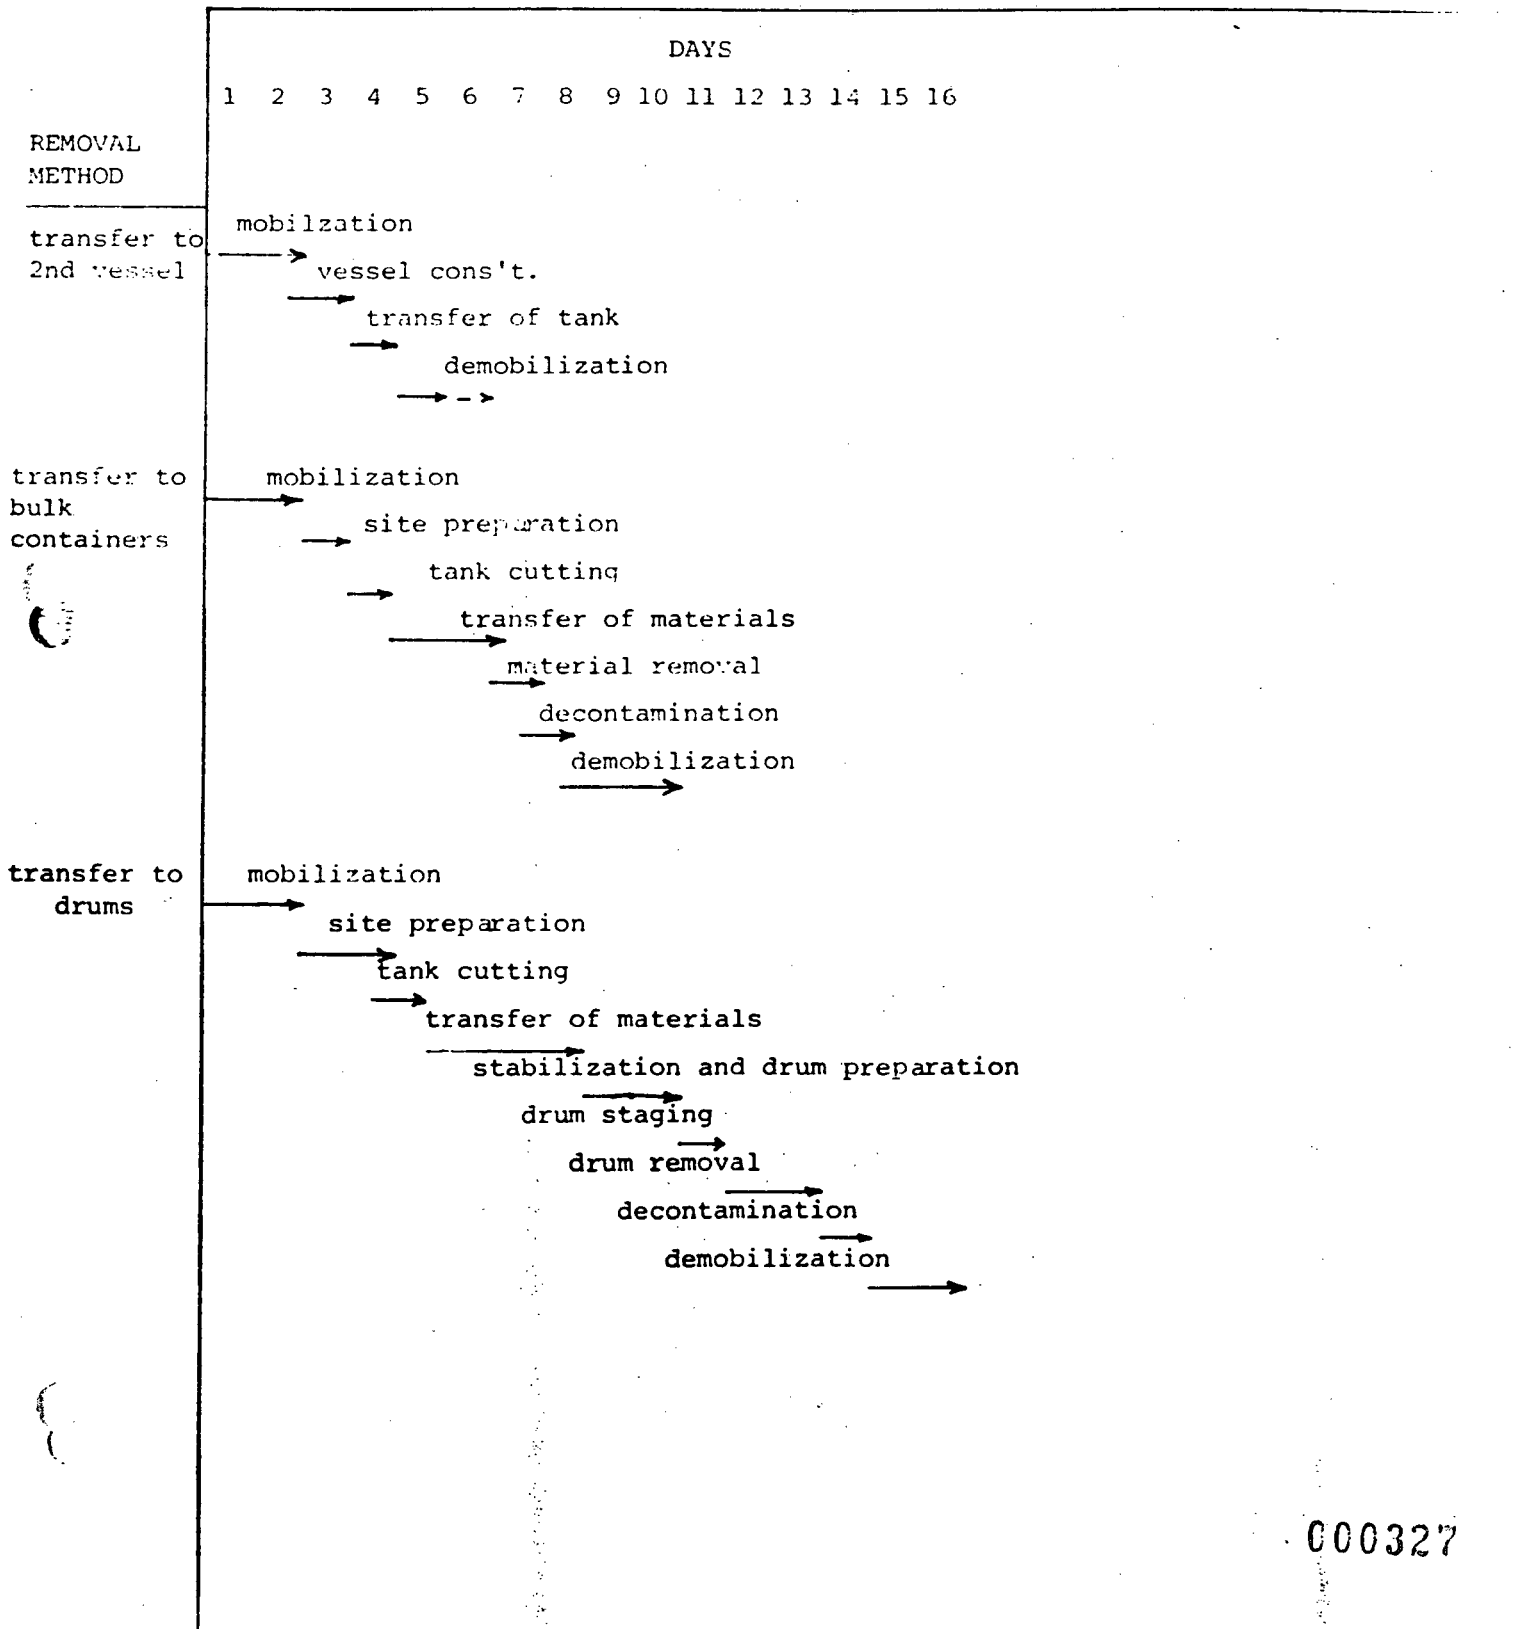 DAYS
1 2 3 4 5 6 7 8 9 10 11 12 13 14 15 16
REMOVAL
METHOD
mobilzation
transfer to
2nd vessel
vessel cons't.
transfer of tank
demobilization
transfer to
bulk
containers
mobilization
site preparation
tank cutting
transfer of materials
material removal
decontamination
demobilization
transfer to
drums
mobilization
site preparation
tank cutting
transfer of materials
stabilization and drum preparation
drum staging
drum removal
decontamination
demobilization
000327